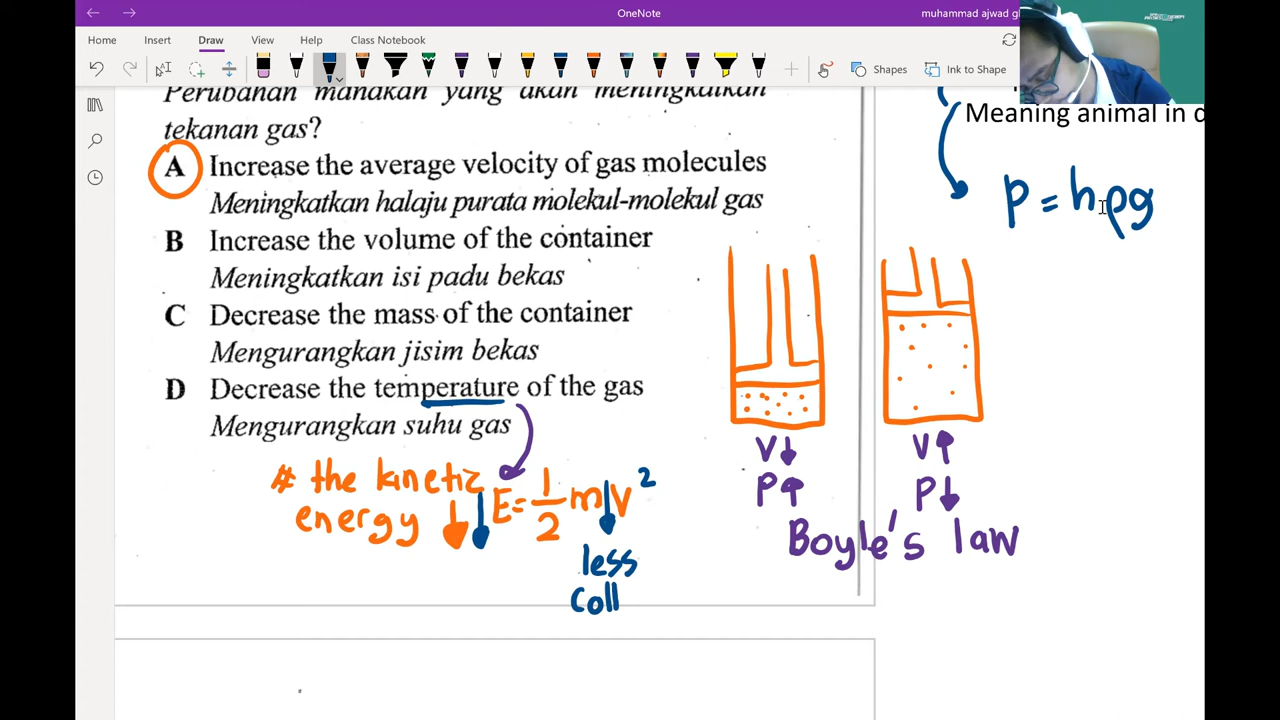 OneNote
muhammad ajwad
Home Insert Draw View Help Class Notebook
Shapes Ink to Shape
Perubahan manakah yang akan meningkatkan
tekanan gas?
A Increase the average velocity of gas molecules
Meningkatkan halaju purata molekul-molekul gas
B Increase the volume of the container
Meningkatkan isi padu bekas
C Decrease the mass of the container
Mengurangkan jisim bekas
D Decrease the temperature of the gas
Mengurangkan suhu gas
# the kinetic
energy ↓ ↓ E = 1/2 m ↓ v²
less
coll
Meaning animal in
p = hρg
V↓
P↑
V↑
P↓
Boyle's law